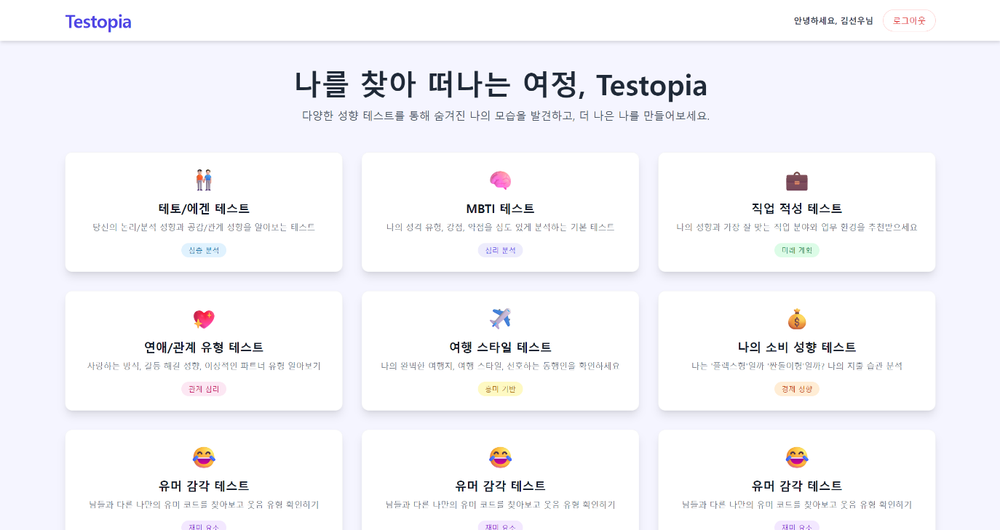 Testopia
안녕하세요, 김선우님
로그아웃
나를 찾아 떠나는 여정, Testopia
다양한 성향 테스트를 통해 숨겨진 나의 모습을 발견하고, 더 나은 나를 만들어보세요.
테토/에겐 테스트
당신의 논리/분석 성향과 공감/관계 성향을 알아보는 테스트
심층 분석
MBTI 테스트
나의 성격 유형, 강점, 약점을 심도 있게 분석하는 기본 테스트
심리 분석
직업 적성 테스트
나의 성향과 가장 잘 맞는 직업 분야와 업무 환경을 추천받으세요
미래 계획
연애/관계 유형 테스트
사랑하는 방식, 갈등 해결 성향, 이상적인 파트너 유형 알아보기
관계 심리
여행 스타일 테스트
나의 완벽한 여행지, 여행 스타일, 선호하는 동행인을 확인하세요
흥미 기반
나의 소비 성향 테스트
나는 '플렉스형'일까 '짠돌이형'일까? 나의 지출 습관 분석
경제 성향
유머 감각 테스트
남들과 다른 나만의 유머 코드를 찾아보고 웃음 유형 확인하기
재미 요소
유머 감각 테스트
남들과 다른 나만의 유머 코드를 찾아보고 웃음 유형 확인하기
재미 요소
유머 감각 테스트
남들과 다른 나만의 유머 코드를 찾아보고 웃음 유형 확인하기
재미 요소